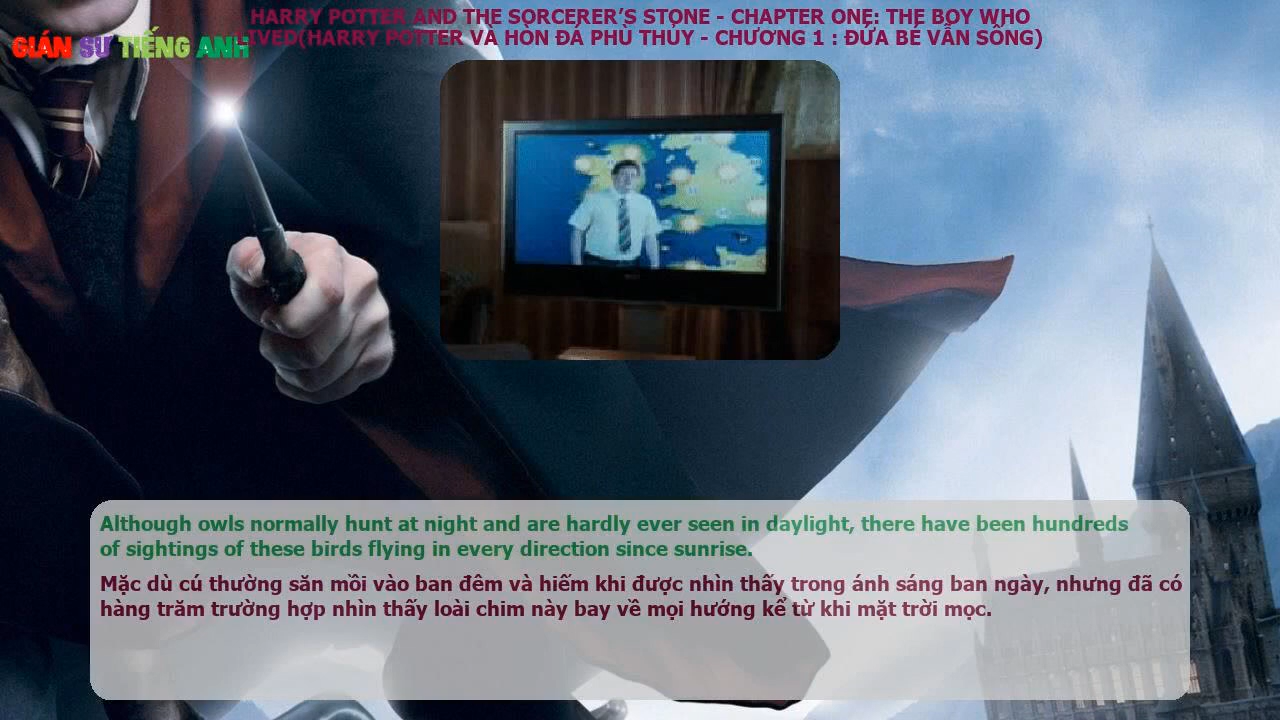 HARRY POTTER AND THE SORCERER’S STONE - CHAPTER ONE: THE BOY WHO
LIVED(HARRY POTTER VÀ HÒN ĐÁ PHÙ THỦY - CHƯƠNG 1 : ĐỨA BÉ VẪN SỐNG)
GIÁN SƯ TIẾNG ANH
Although owls normally hunt at night and are hardly ever seen in daylight, there have been hundreds
of sightings of these birds flying in every direction since sunrise.
Mặc dù cú thường săn mồi vào ban đêm và hiếm khi được nhìn thấy trong ánh sáng ban ngày, nhưng đã có
hàng trăm trường hợp nhìn thấy loài chim này bay về mọi hướng kể từ khi mặt trời mọc.